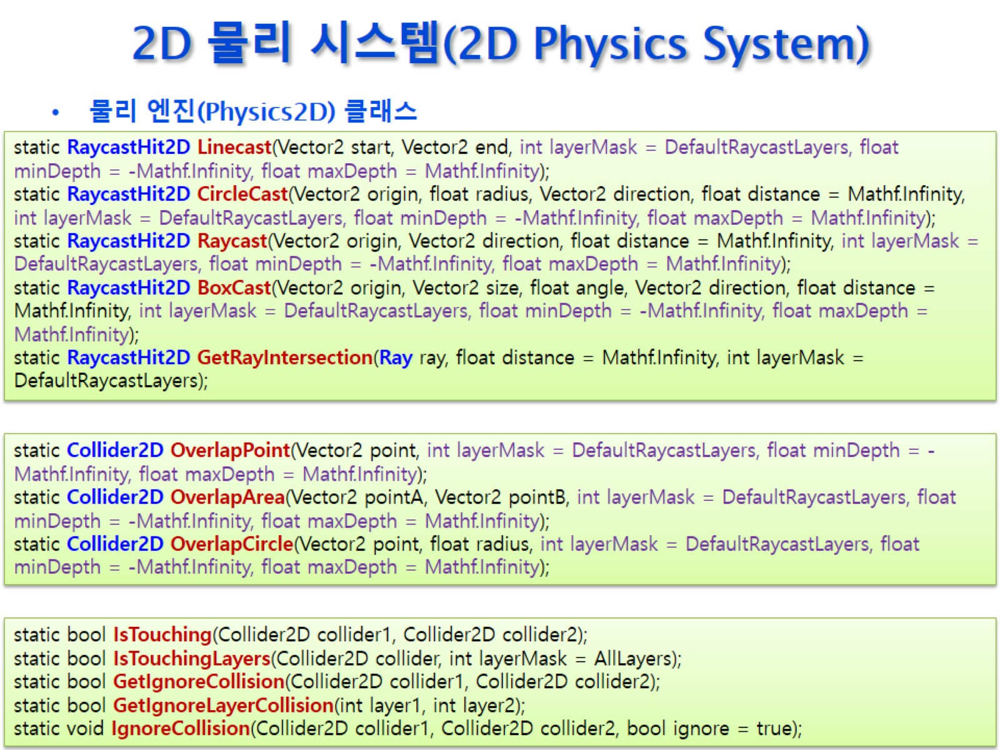 2D 물리 시스템(2D Physics System)
• 물리 엔진(Physics2D) 클래스
static RaycastHit2D Linecast(Vector2 start, Vector2 end, int layerMask = DefaultRaycastLayers, float
minDepth = -Mathf.Infinity, float maxDepth = Mathf.Infinity);
static RaycastHit2D CircleCast(Vector2 origin, float radius, Vector2 direction, float distance = Mathf.Infinity,
int layerMask = DefaultRaycastLayers, float minDepth = -Mathf.Infinity, float maxDepth = Mathf.Infinity);
static RaycastHit2D Raycast(Vector2 origin, Vector2 direction, float distance = Mathf.Infinity, int layerMask =
DefaultRaycastLayers, float minDepth = -Mathf.Infinity, float maxDepth = Mathf.Infinity);
static RaycastHit2D BoxCast(Vector2 origin, Vector2 size, float angle, Vector2 direction, float distance =
Mathf.Infinity, int layerMask = DefaultRaycastLayers, float minDepth = -Mathf.Infinity, float maxDepth =
Mathf.Infinity);
static RaycastHit2D GetRayIntersection(Ray ray, float distance = Mathf.Infinity, int layerMask =
DefaultRaycastLayers);
static Collider2D OverlapPoint(Vector2 point, int layerMask = DefaultRaycastLayers, float minDepth = -
Mathf.Infinity, float maxDepth = Mathf.Infinity);
static Collider2D OverlapArea(Vector2 pointA, Vector2 pointB, int layerMask = DefaultRaycastLayers, float
minDepth = -Mathf.Infinity, float maxDepth = Mathf.Infinity);
static Collider2D OverlapCircle(Vector2 point, float radius, int layerMask = DefaultRaycastLayers, float
minDepth = -Mathf.Infinity, float maxDepth = Mathf.Infinity);
static bool IsTouching(Collider2D collider1, Collider2D collider2);
static bool IsTouchingLayers(Collider2D collider, int layerMask = AllLayers);
static bool GetIgnoreCollision(Collider2D collider1, Collider2D collider2);
static bool GetIgnoreLayerCollision(int layer1, int layer2);
static void IgnoreCollision(Collider2D collider1, Collider2D collider2, bool ignore = true);